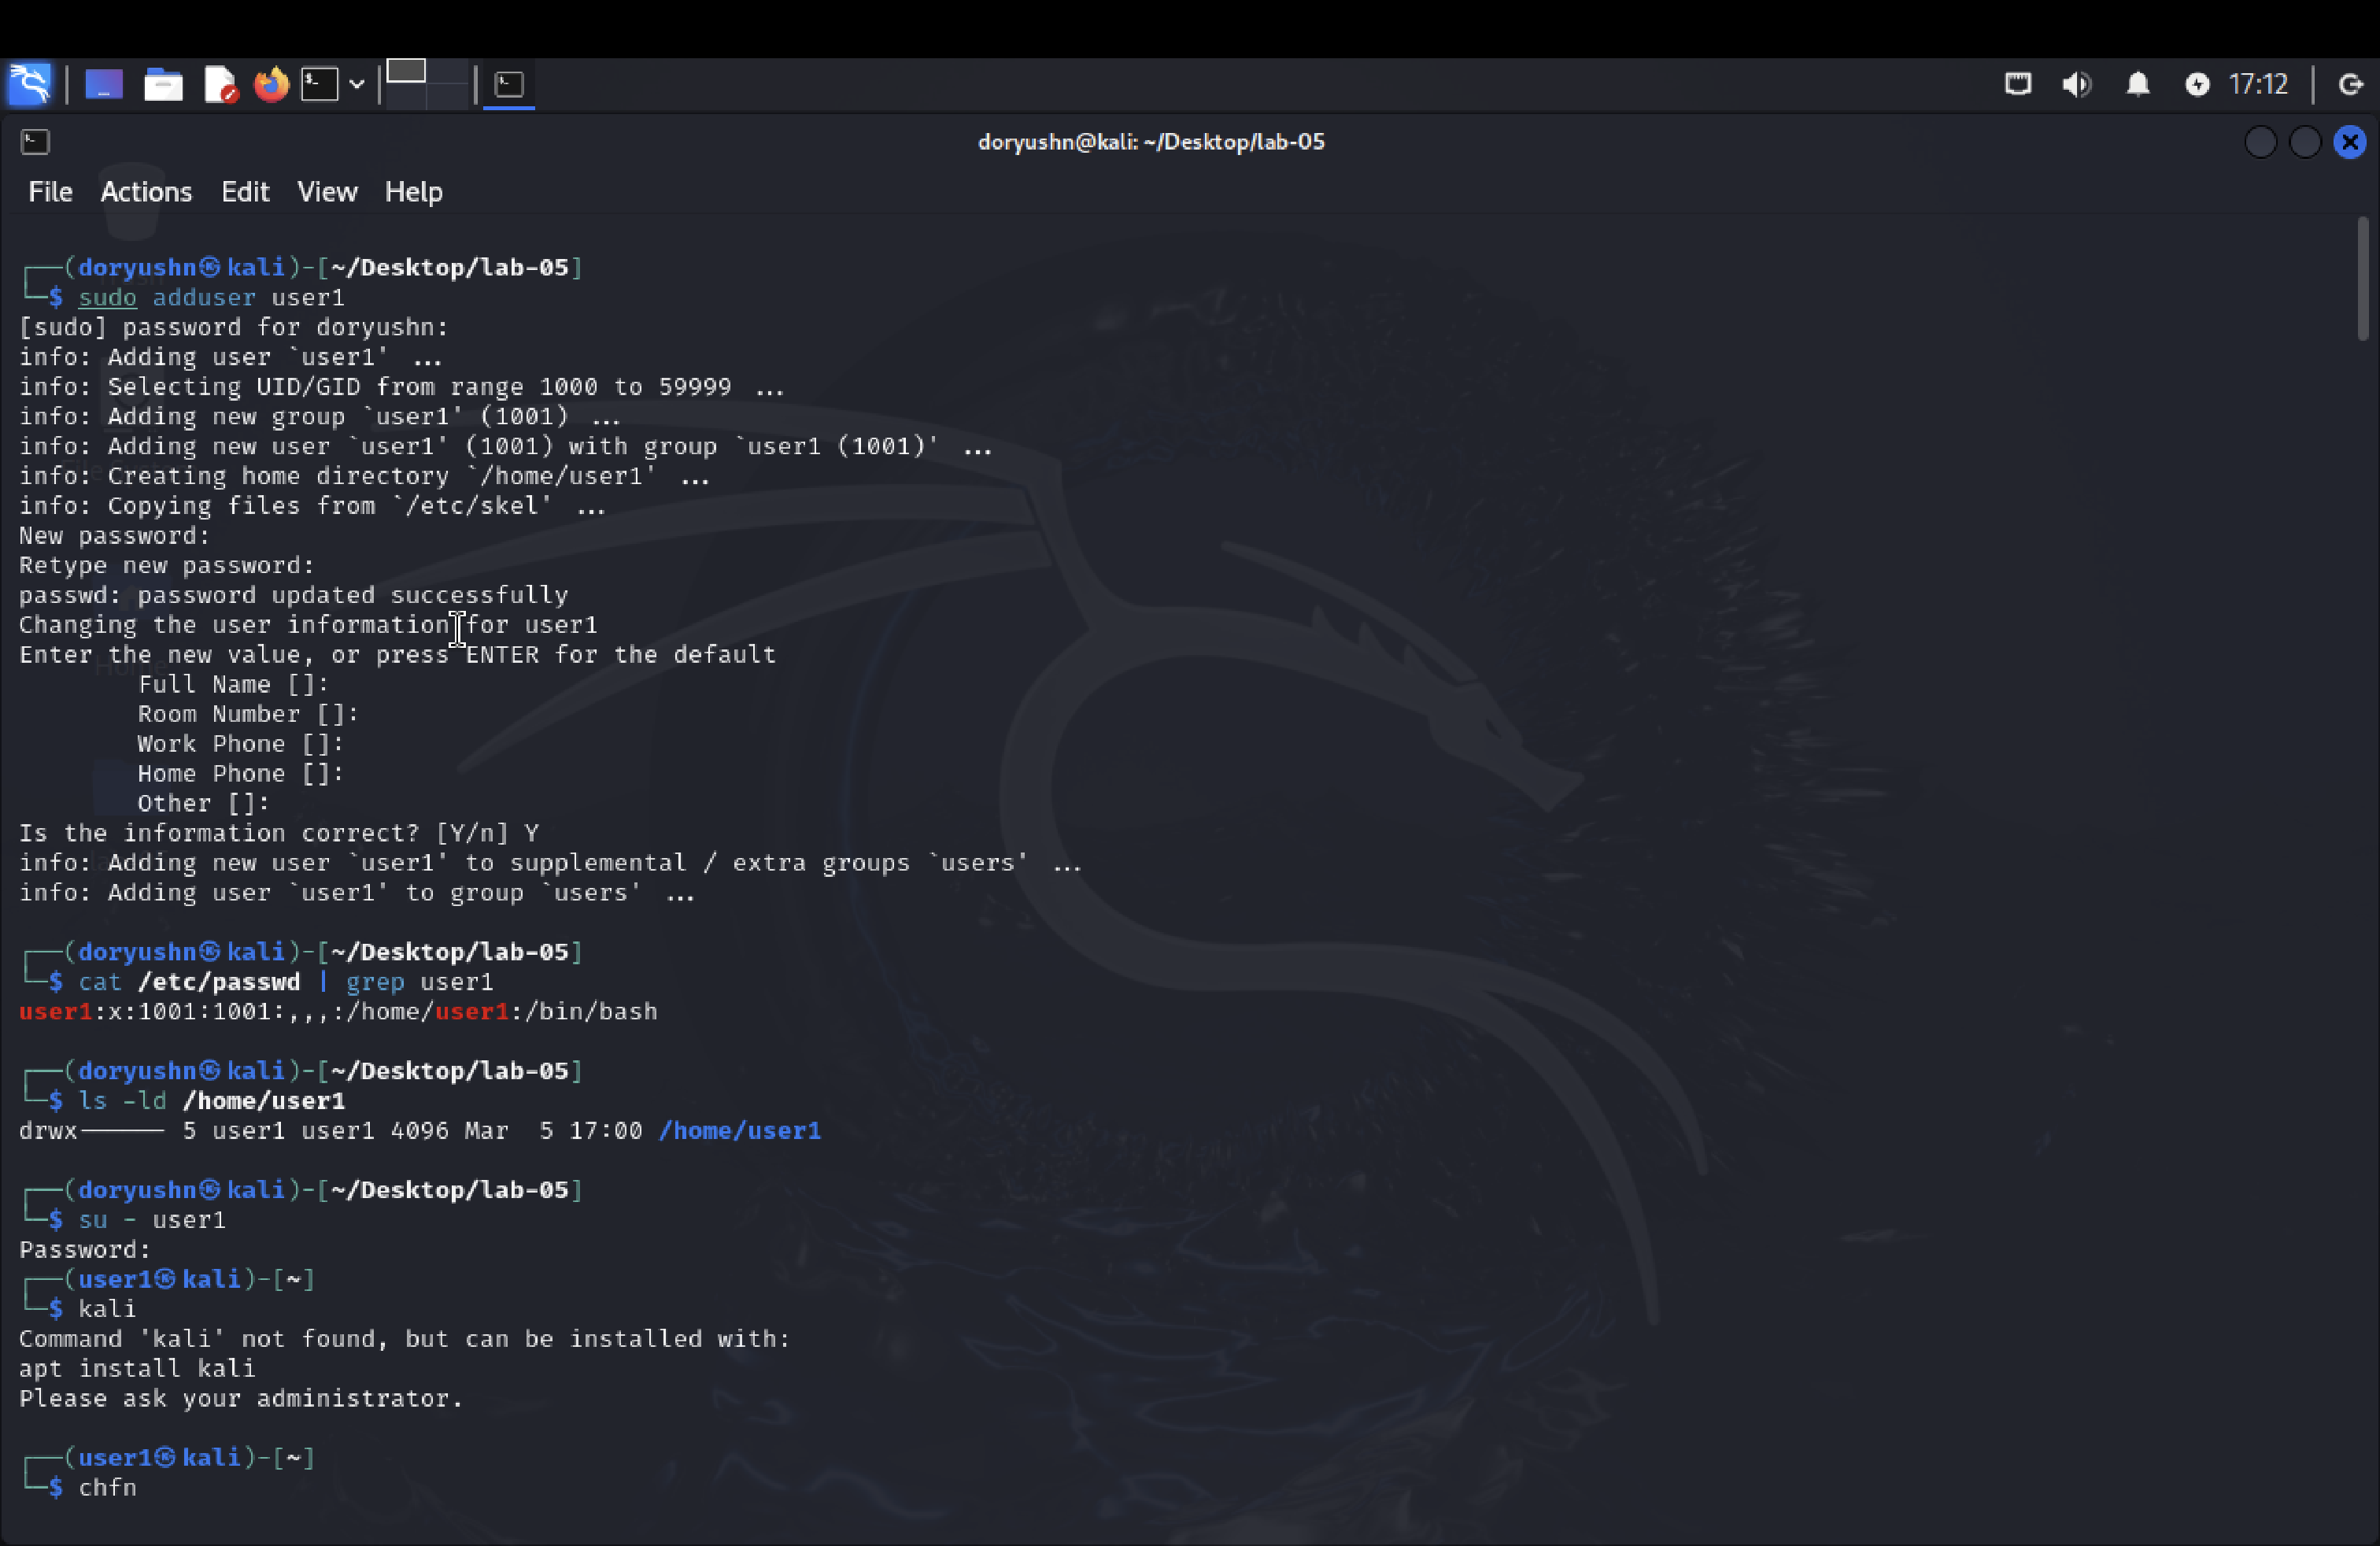 17:12
doryushn@kali: ~/Desktop/lab-05
File Actions Edit View Help
┌──(doryushn㉿kali)-[~/Desktop/lab-05]
└─$ sudo adduser user1
[sudo] password for doryushn:
info: Adding user `user1' ...
info: Selecting UID/GID from range 1000 to 59999 ...
info: Adding new group `user1' (1001) ...
info: Adding new user `user1' (1001) with group `user1 (1001)' ...
info: Creating home directory `/home/user1' ...
info: Copying files from `/etc/skel' ...
New password:
Retype new password:
passwd: password updated successfully
Changing the user information for user1
Enter the new value, or press ENTER for the default
Full Name []:
Room Number []:
Work Phone []:
Home Phone []:
Other []:
Is the information correct? [Y/n] Y
info: Adding new user `user1' to supplemental / extra groups `users' ...
info: Adding user `user1' to group `users' ...
┌──(doryushn㉿kali)-[~/Desktop/lab-05]
└─$ cat /etc/passwd | grep user1
user1:x:1001:1001:,,,:/home/user1:/bin/bash
┌──(doryushn㉿kali)-[~/Desktop/lab-05]
└─$ ls -ld /home/user1
drwx------ 5 user1 user1 4096 Mar  5 17:00 /home/user1
┌──(doryushn㉿kali)-[~/Desktop/lab-05]
└─$ su - user1
Password:
┌──(user1㉿kali)-[~]
└─$ kali
Command 'kali' not found, but can be installed with:
apt install kali
Please ask your administrator.
┌──(user1㉿kali)-[~]
└─$ chfn